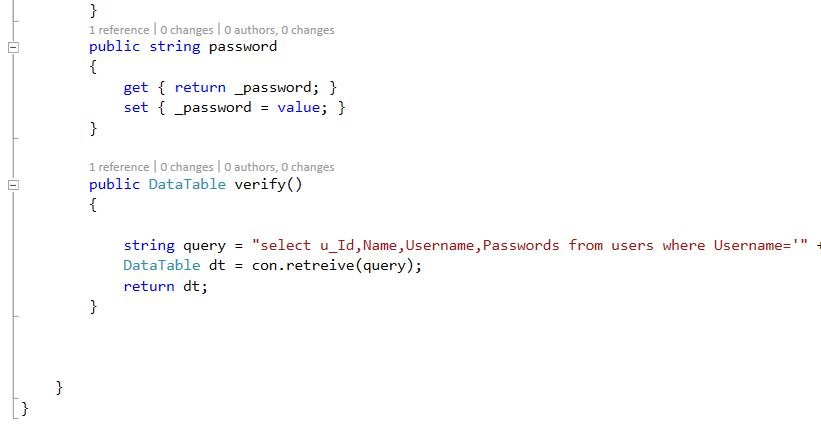 }
1 reference | 0 changes | 0 authors, 0 changes
public string password
{
get { return _password; }
set { _password = value; }
}
1 reference | 0 changes | 0 authors, 0 changes
public DataTable verify()
{
string query = "select u_Id,Name,Username,Passwords from users where Username='" +
DataTable dt = con.retreive(query);
return dt;
}
}
}